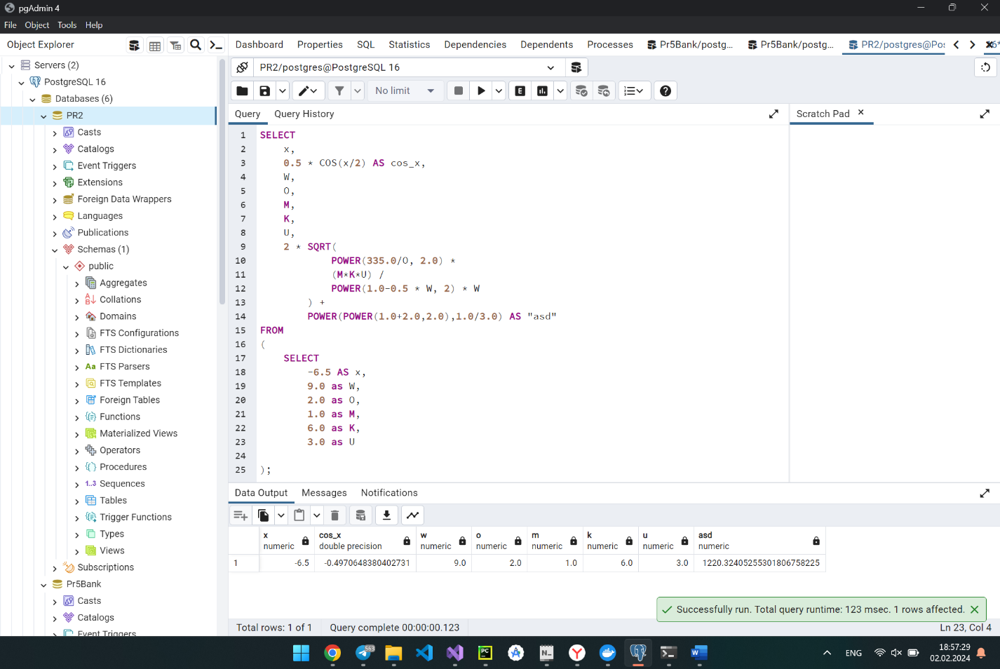 pgAdmin 4
File Object Tools Help
Object Explorer
Dashboard Properties SQL Statistics Dependencies Dependents Processes Pr5Bank/postg... Pr5Bank/postg... PR2/postgres@Po
Servers (2)
PostgreSQL 16
Databases (6)
PR2
Casts
Catalogs
Event Triggers
Extensions
Foreign Data Wrappers
Languages
Publications
Schemas (1)
public
Aggregates
Collations
Domains
FTS Configurations
FTS Dictionaries
Aa FTS Parsers
FTS Templates
Foreign Tables
Functions
Materialized Views
Operators
Procedures
1..3 Sequences
Tables
Trigger Functions
Types
Views
Subscriptions
Pr5Bank
Casts
Catalogs
Event Triggers
PR2/postgres@PostgreSQL 16
No limit
E
Query Query History
Scratch Pad
1 SELECT
2 x,
3 0.5 * COS(x/2) AS cos_x,
4 W,
5 O,
6 M,
7 K,
8 U,
9 2 * SQRT(
10 POWER(335.0/O, 2.0) *
11 (M*K*U) /
12 POWER(1.0-0.5 * W, 2) * W
13 ) +
14 POWER(POWER(1.0+2.0,2.0),1.0/3.0) AS "asd"
15 FROM
16 (
17 SELECT
18 -6.5 AS x,
19 9.0 as W,
20 2.0 as O,
21 1.0 as M,
22 6.0 as K,
23 3.0 as U
24
25 );
Data Output Messages Notifications
x cos_x w o m k u asd
numeric double precision numeric numeric numeric numeric numeric numeric
1 -6.5 -0.4970648380402731 9.0 2.0 1.0 6.0 3.0 1220.32405255301806758225
Successfully run. Total query runtime: 123 msec. 1 rows affected.
Total rows: 1 of 1 Query complete 00:00:00.123 Ln 23, Col 4
563 PC N_ W ENG
18:57:29
02.02.2024